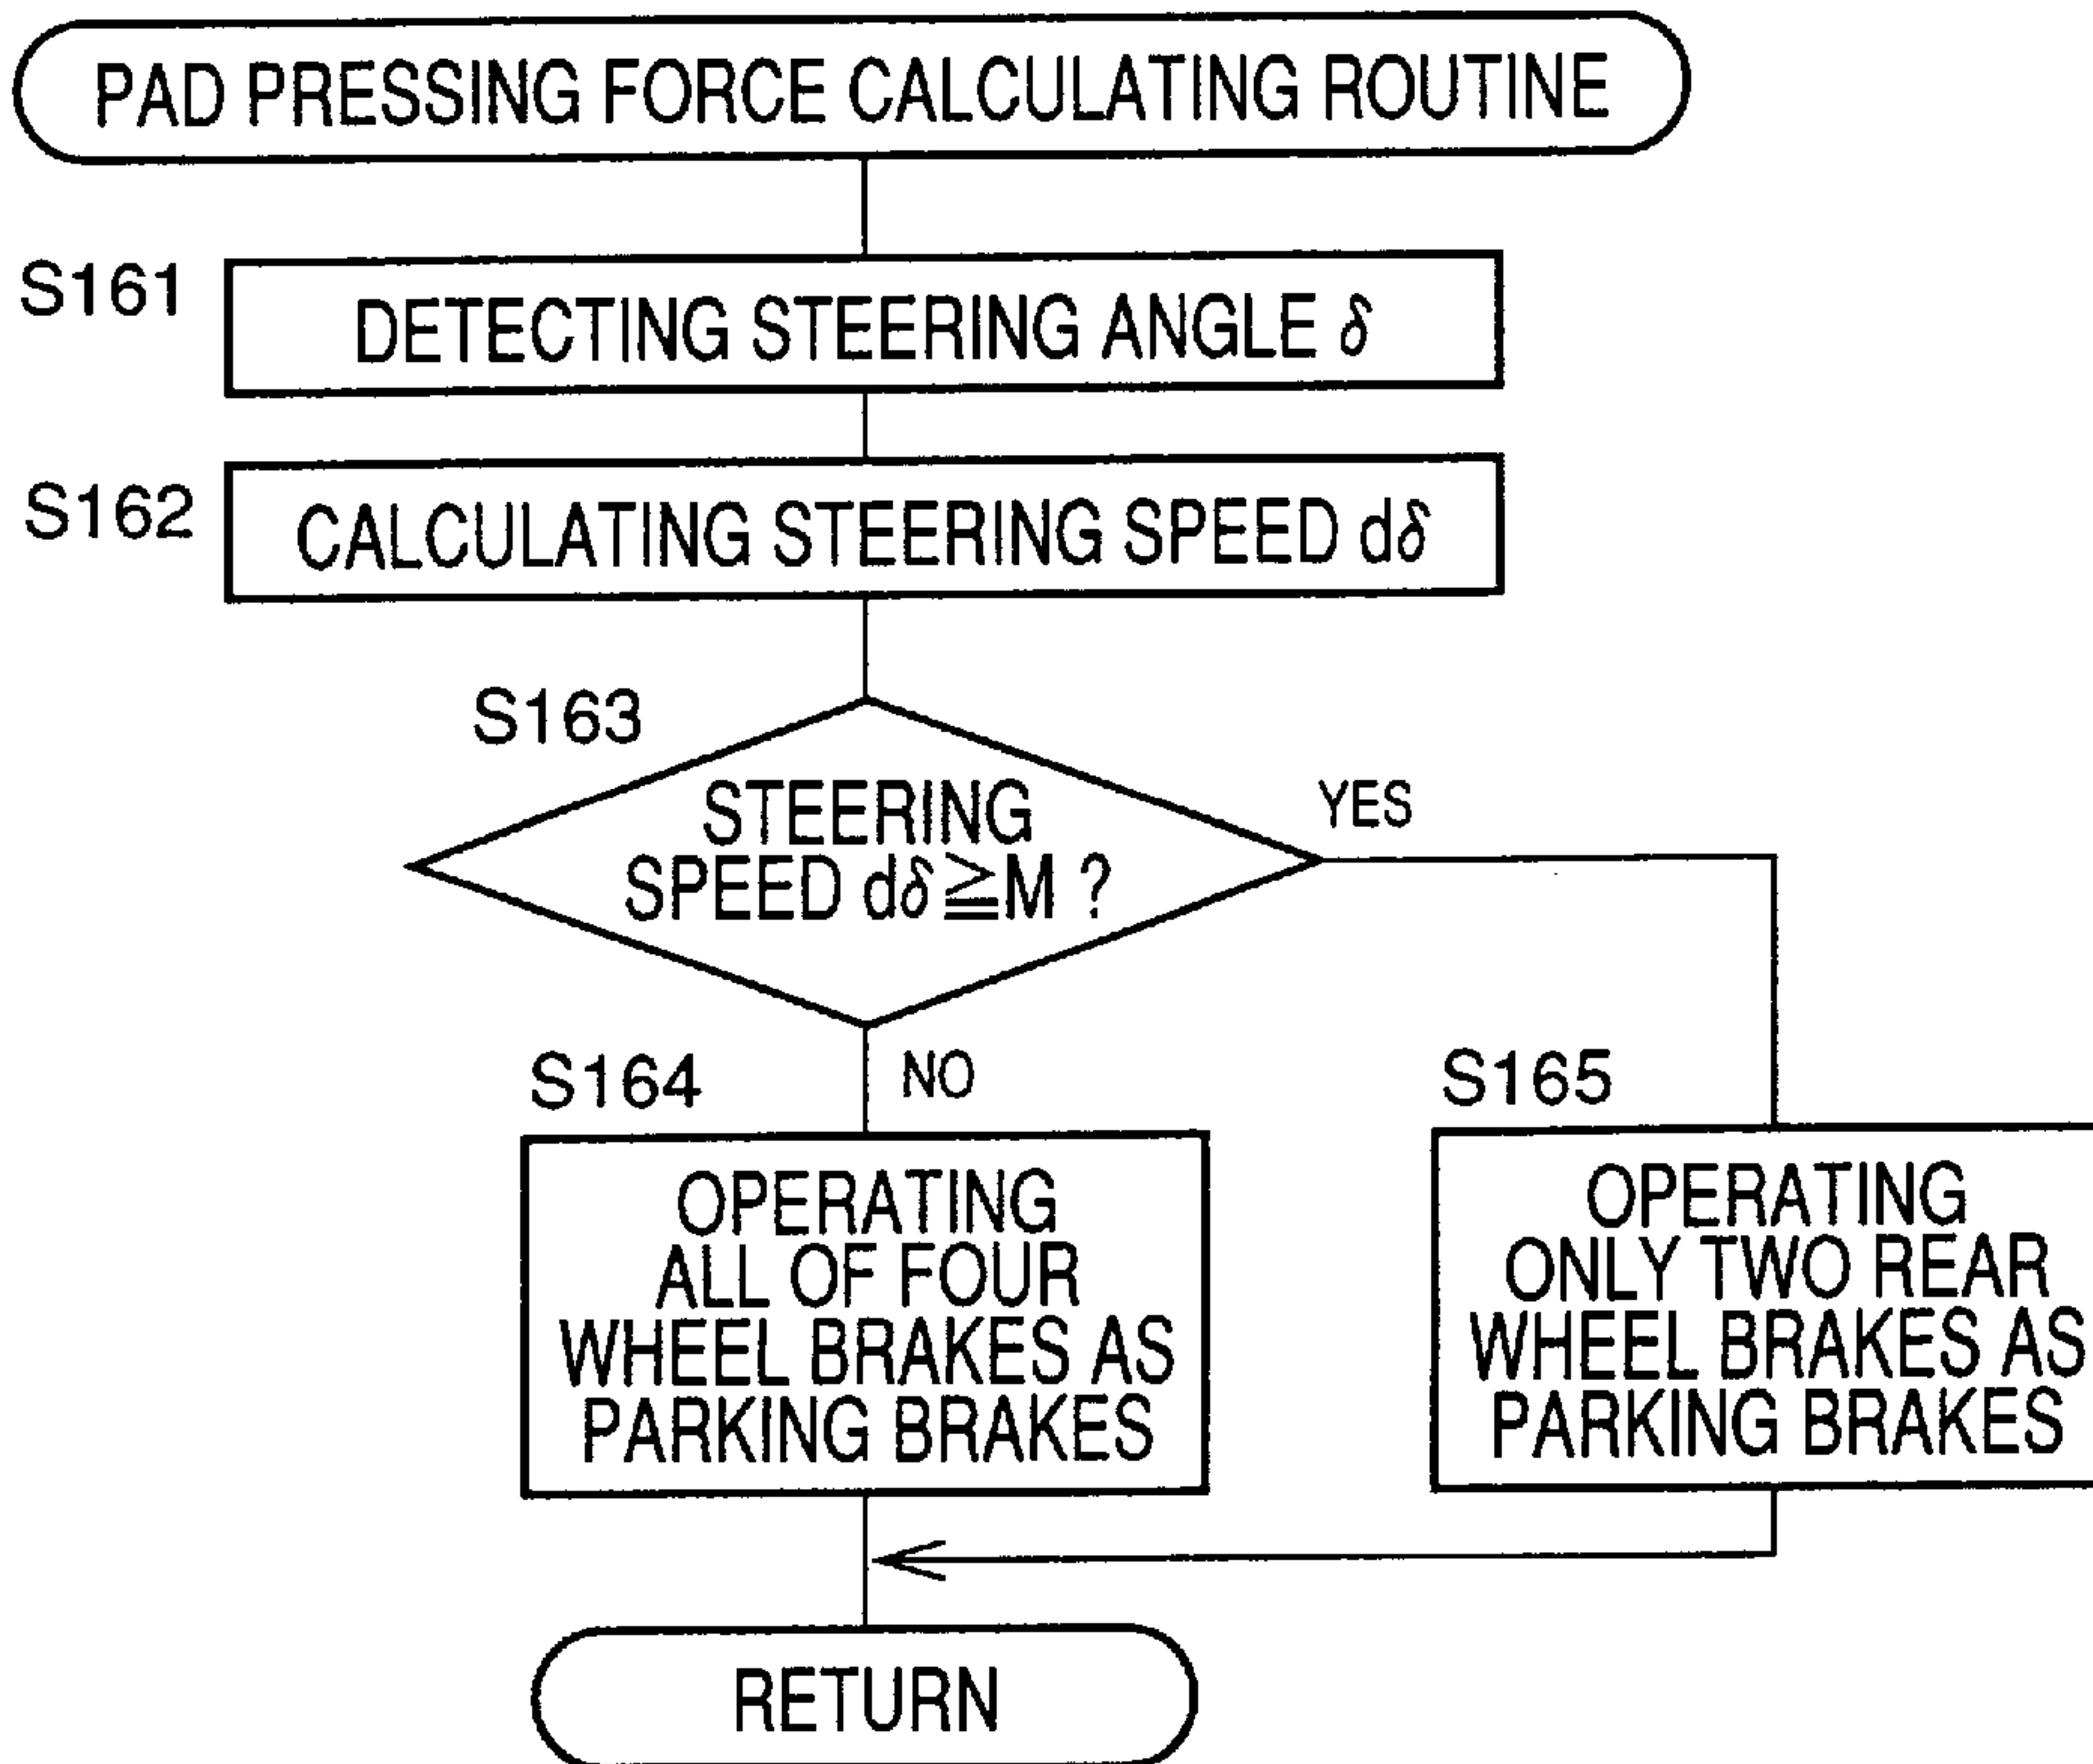 PAD PRESSING FORCE CALCULATING ROUTINE
S161
DETECTING STEERING ANGLE δ
S162
CALCULATING STEERING SPEED dδ
S163
STEERING
SPEED dδ ≧M ?
YES
NO
S164
OPERATING
ALL OF FOUR
WHEEL BRAKES AS
PARKING BRAKES
S165
OPERATING
ONLY TWO REAR
WHEEL BRAKES AS
PARKING BRAKES
RETURN